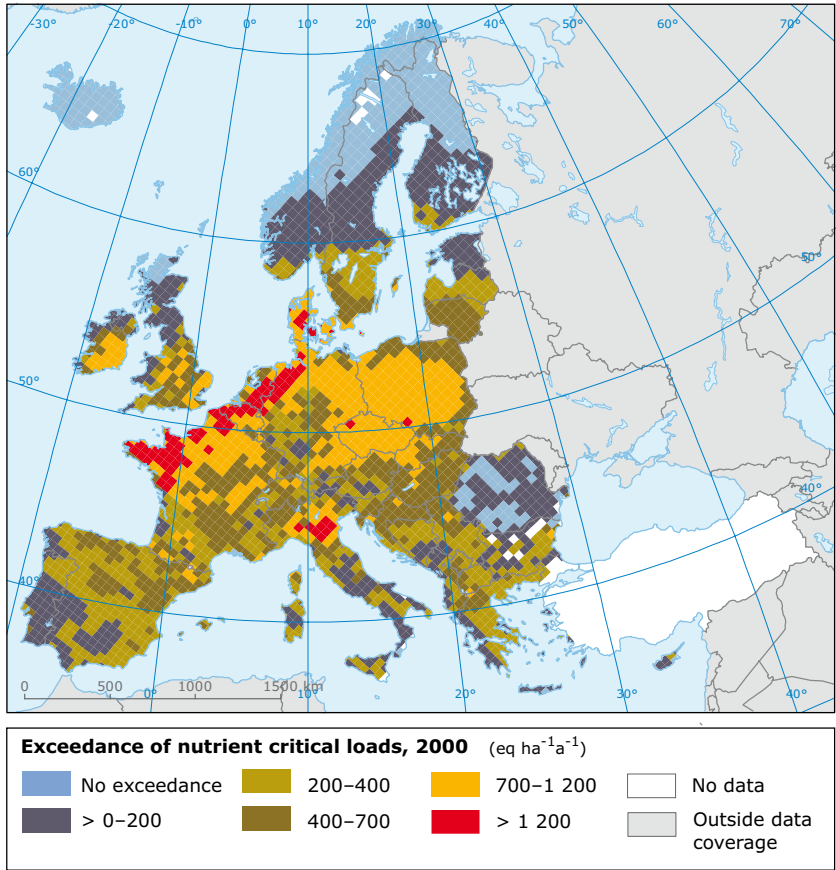 -30° -20° -10° 0° 10° 20° 30° 40° 50° 60° 70°
60°
50°
50°
40°
40°
0 500 1000 1500 km
0° 10° 20° 30° 40°
Exceedance of nutrient critical loads, 2000 (eq ha⁻¹a⁻¹)
No exceedance 200–400 700–1 200 No data
> 0–200 400–700 > 1 200 Outside data
coverage